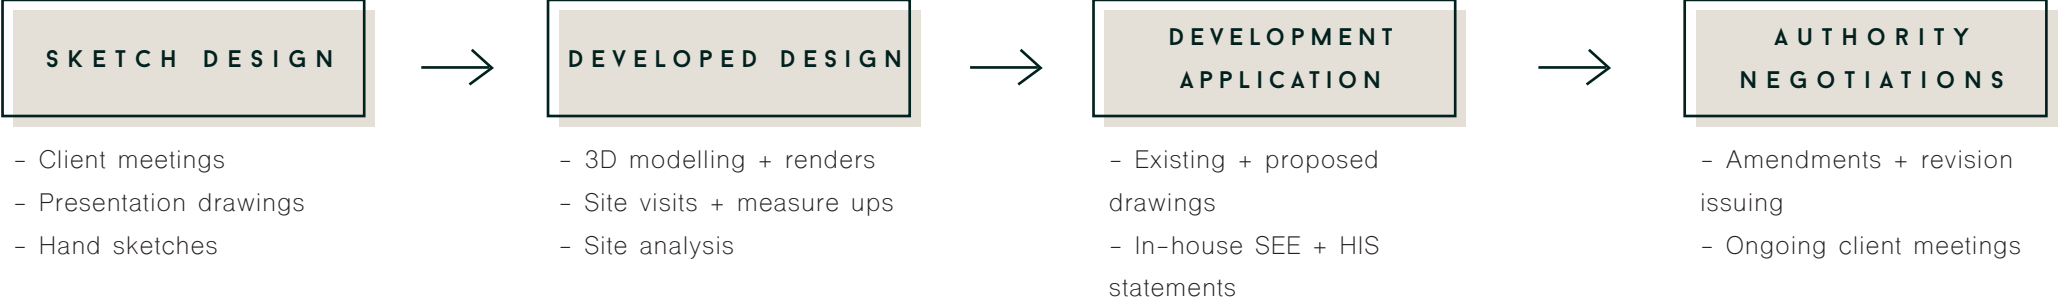 SKETCH DESIGN
- Client meetings
- Presentation drawings
- Hand sketches
DEVELOPED DESIGN
- 3D modelling + renders
- Site visits + measure ups
- Site analysis
DEVELOPMENT
APPLICATION
- Existing + proposed
drawings
- In-house SEE + HIS
statements
AUTHORITY
NEGOTIATIONS
- Amendments + revision
issuing
- Ongoing client meetings